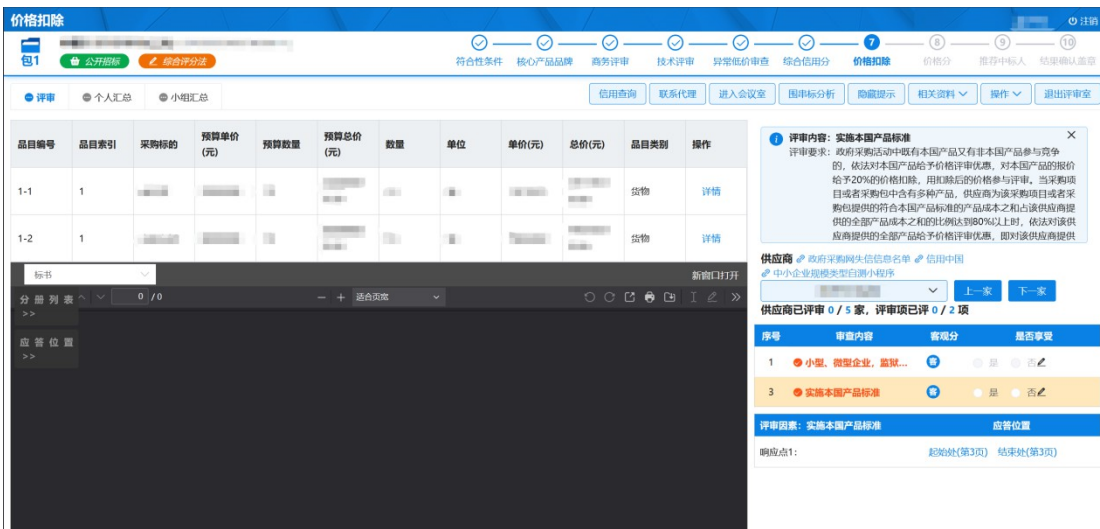 价格扣除
注销
包1
公开招标 综合评分法
符合性条件 核心产品品牌 商务评审 技术评审 异常低价审查 综合信用分 7 价格扣除 8 价格分 9 推荐中标人 10 结果确认盖章
评审 个人汇总 小组汇总
信用查询 联系代理 进入会议室 围串标分析 隐藏提示 相关资料 操作 退出评审室
品目编号 品目索引 采购标的 预算单价(元) 预算数量 预算总价(元) 数量 单位 单价(元) 总价(元) 品目类别 操作
1-1 1 货物 详情
1-2 1 货物 详情
标书 新窗口打开
分册列表 >>
0 / 0 适合页宽
应答位置 >>
评审内容：实施本国产品标准
评审要求：政府采购活动中既有本国产品又有非本国产品参与竞争
的，依法对本国产品给予价格评审优惠，对本国产品的报价
给予20%的价格扣除，用扣除后的价格参与评审。当采购项
目或者采购包中含有多种产品，供应商为该采购项目或者采
购包提供的符合本国产品标准的产品成本之和占该供应商提
供的全部产品成本之和的比例达到80%以上时，依法对该供
应商提供的全部产品给予价格评审优惠，即对该供应商提供
供应商 政府采购网失信信息名单 信用中国
中小企业规模类型自测小程序
上一家 下一家
供应商已评审 0 / 5 家，评审项已评 0 / 2 项
序号 审查内容 客观分 是否享受
1 小型、微型企业，监狱... 客 是 否
3 实施本国产品标准 客 是 否
评审因素：实施本国产品标准 应答位置
响应点1： 起始处(第3页) 结束处(第3页)